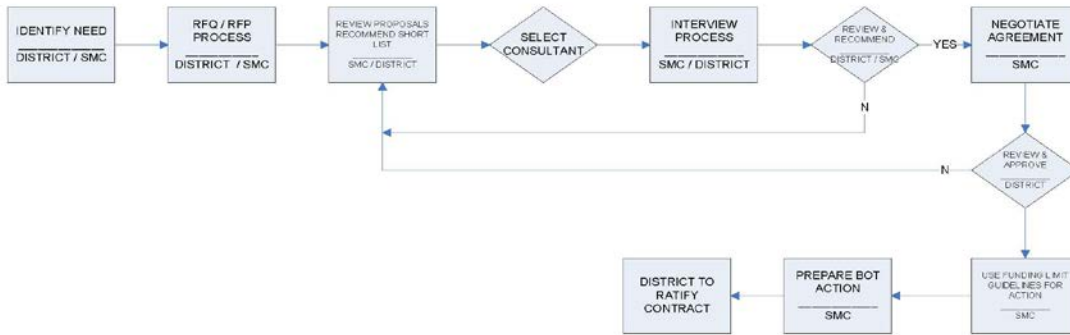 IDENTIFY NEED
DISTRICT / SMC
RFQ / RFP
PROCESS
DISTRICT / SMC
REVIEW PROPOSALS
RECOMMEND SHORT
LIST
SMC / DISTRICT
SELECT
CONSULTANT
INTERVIEW
PROCESS
SMC / DISTRICT
REVIEW &
RECOMMEND
DISTRICT / SMC
YES
NEGOTIATE
AGREEMENT
SMC
N
REVIEW &
APPROVE
DISTRICT
N
USE FUNDING LIMIT
GUIDELINES FOR
ACTION
SMC
PREPARE BOT
ACTION
SMC
DISTRICT TO
RATIFY
CONTRACT